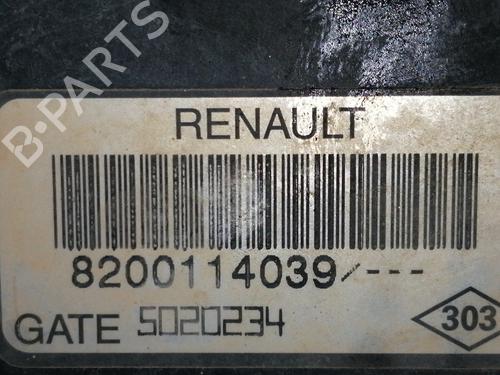 B-PARTS
RENAULT
8200114039/---
GATE 5020234
303